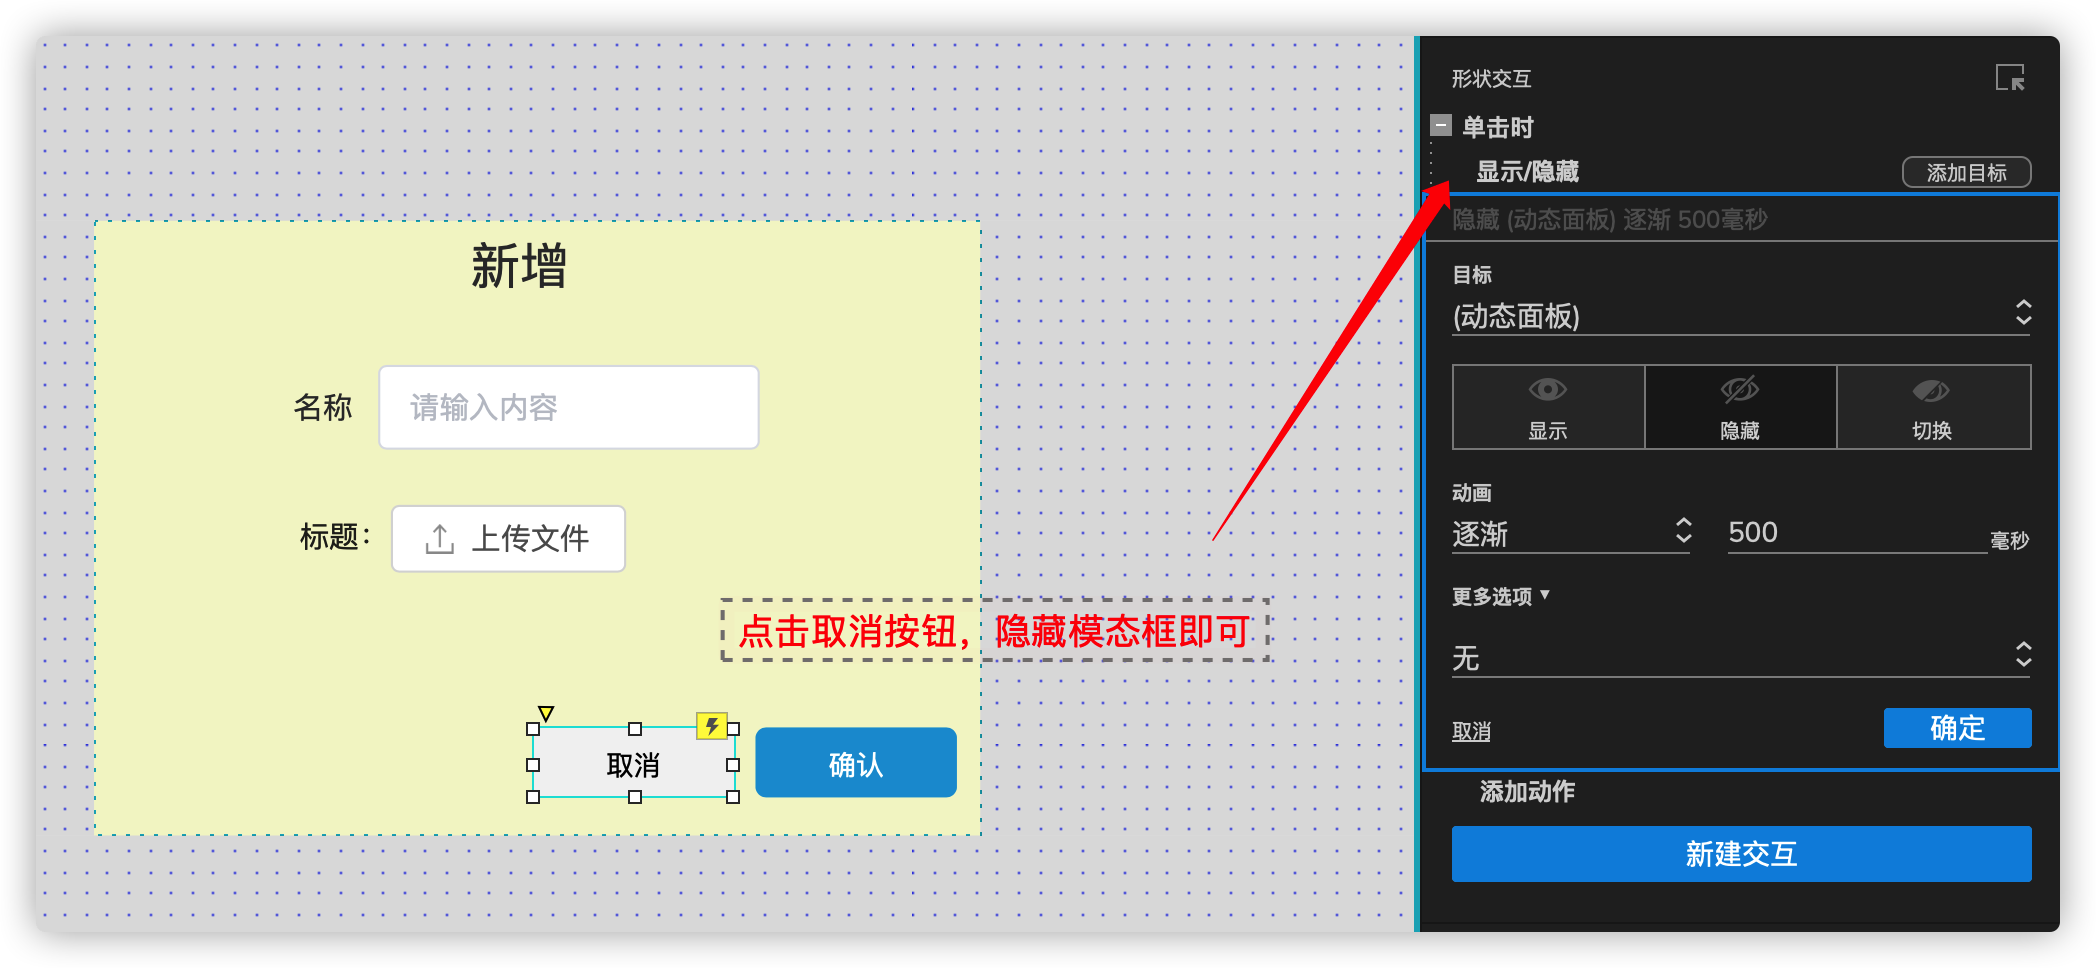 新增
名称
请输入内容
标题:
上传文件
点击取消按钮，隐藏模态框即可
取消
确认
形状交互
单击时
显示/隐藏
添加目标
隐藏 (动态面板) 逐渐 500毫秒
目标
(动态面板)
显示
隐藏
切换
动画
逐渐
500
毫秒
更多选项 ▼
无
取消
确定
添加动作
新建交互